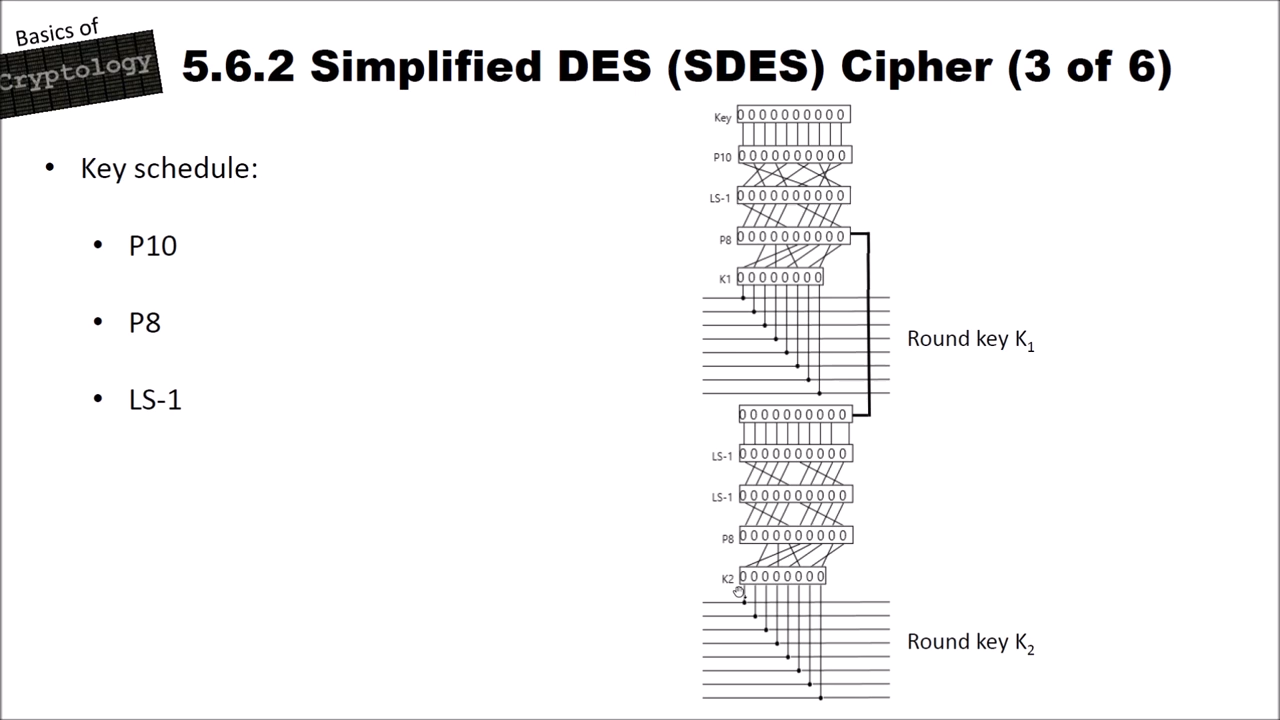 Basics of
Cryptology
5.6.2 Simplified DES (SDES) Cipher (3 of 6)
• Key schedule:
• P10
• P8
• LS-1
Key 0 0 0 0 0 0 0 0 0 0
P10 0 0 0 0 0 0 0 0 0 0
LS-1 0 0 0 0 0 0 0 0 0 0
P8 0 0 0 0 0 0 0 0 0 0
K1 0 0 0 0 0 0 0 0
Round key K₁
0 0 0 0 0 0 0 0 0 0
LS-1 0 0 0 0 0 0 0 0 0 0
LS-1 0 0 0 0 0 0 0 0 0 0
P8 0 0 0 0 0 0 0 0 0 0
K2 0 0 0 0 0 0 0 0
Round key K₂